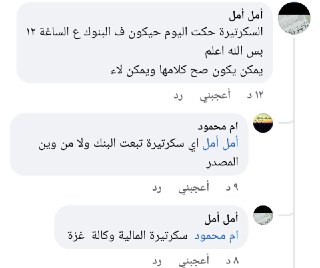 أمل أمل
السكرتيرة حكت اليوم حيكون ف البنوك ع الساغة ١٢
بس الله اعلم
يمكن يكون صح كلامها ويمكن لاء
١٢ د أعجبني رد
ام محمود
أمل أمل اي سكرتيرة تبعت البنك ولا من وين
المصدر
٩ د أعجبني رد
أمل أمل
ام محمود سكرتيرة المالية وكالة غزة
٨ د أعجبني رد